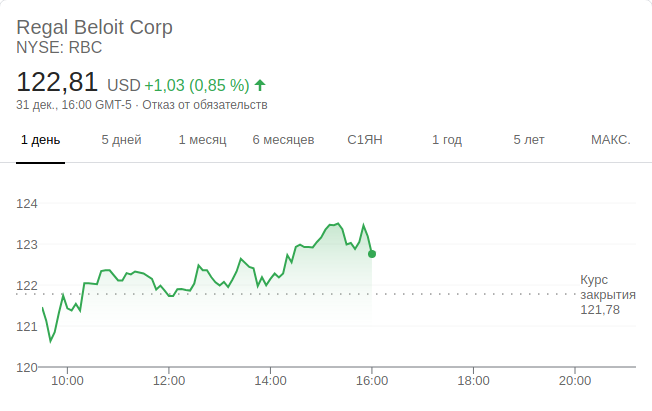 Regal Beloit Corp
NYSE: RBC
122,81 USD +1,03 (0,85 %)
31 дек., 16:00 GMT-5 · Отказ от обязательств
1 день 5 дней 1 месяц 6 месяцев С1ЯН 1 год 5 лет МАКС.
124
123
122
121
120
Курс
закрытия
121,78
10:00 12:00 14:00 16:00 18:00 20:00